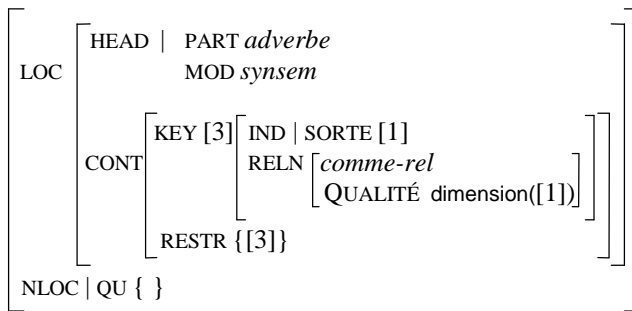 HEAD | PART adverbe
LOC MOD synsem
KEY [3] IND | SORTE [1]
CONT RELN comme-rel
QUALITÉ dimension([1])
RESTR {[3]}
NLOC | QU { }